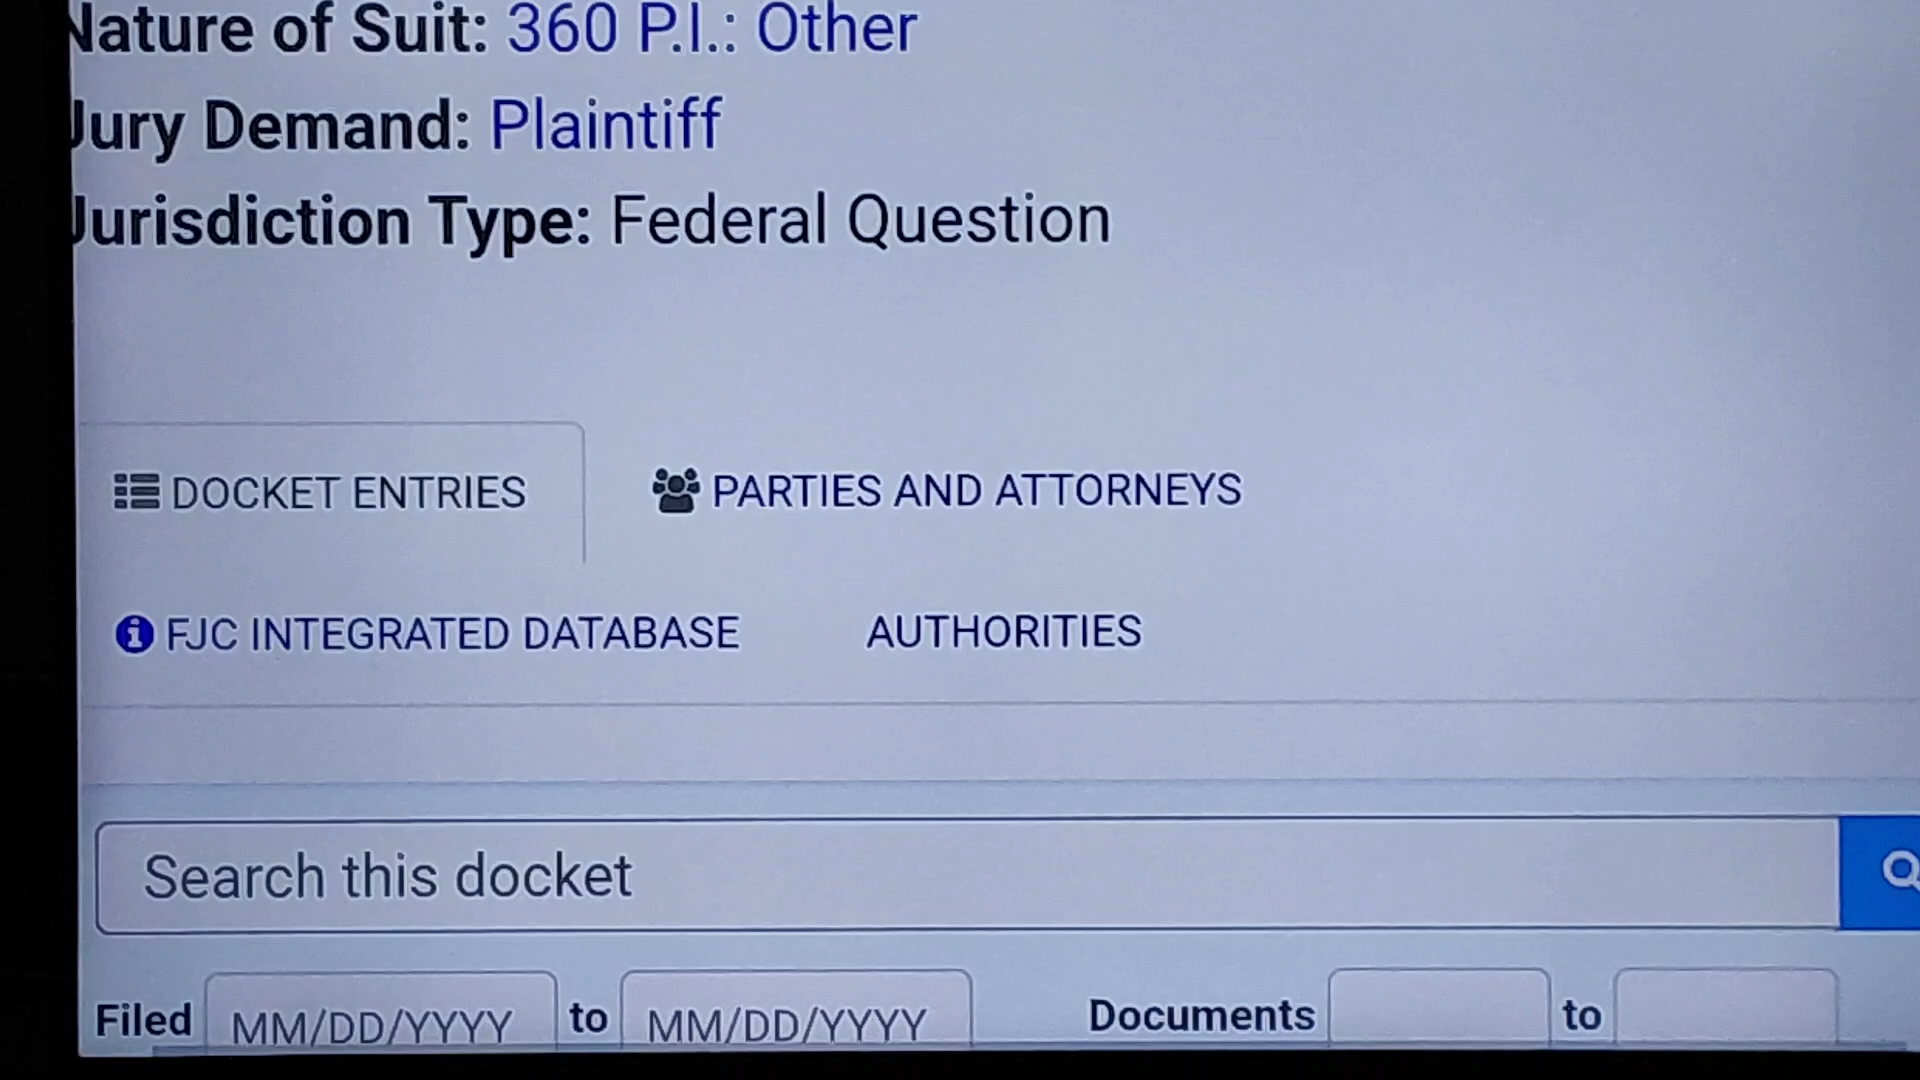 Nature of Suit: 360 P.I.: Other
Jury Demand: Plaintiff
Jurisdiction Type: Federal Question
DOCKET ENTRIES
PARTIES AND ATTORNEYS
FJC INTEGRATED DATABASE
AUTHORITIES
Search this docket
Filed MM/DD/YYYY to MM/DD/YYYY Documents to